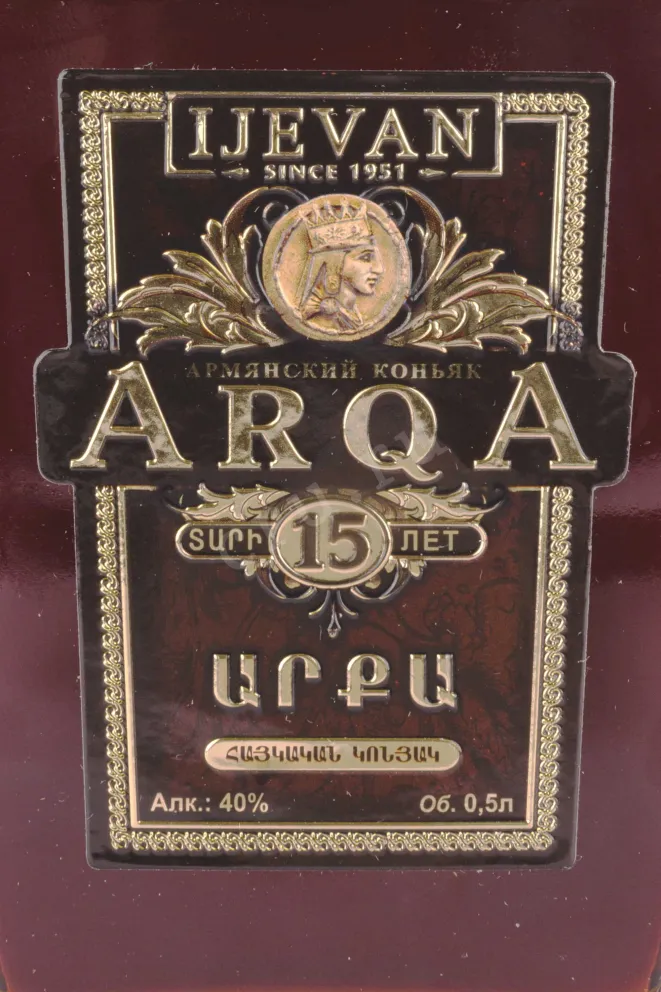 IJEVAN
SINCE 1951
АРМЯНСКИЙ КОНЬЯК
ARQA
ՏԱՐԻ 15 ЛЕТ
ԱՐՔԱ
ՀԱՅԿԱԿԱՆ ԿՈՆՅԱԿ
Алк.: 40% Об. 0,5л